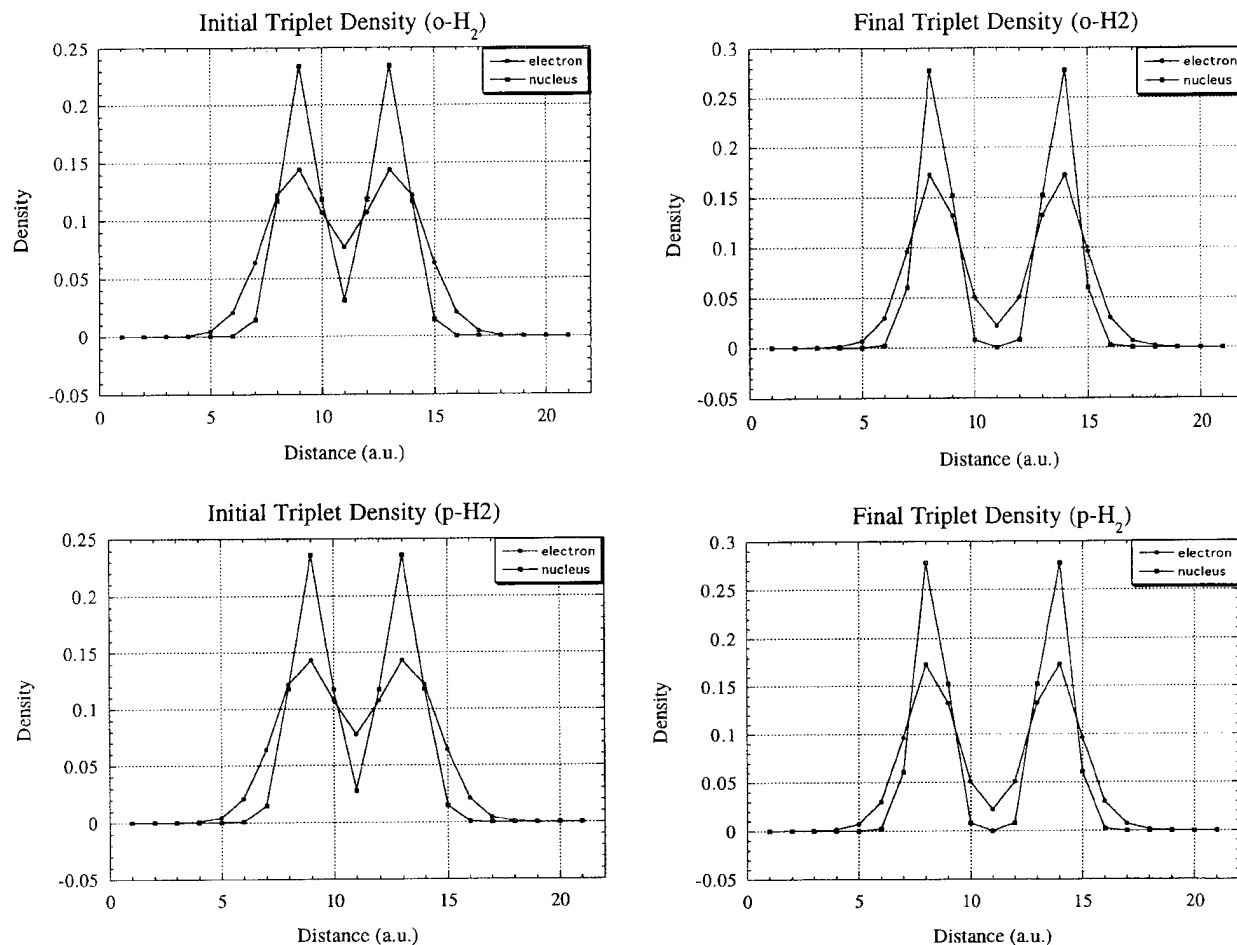 Initial Triplet Density (o-H₂)
0.25
0.2
0.15
0.1
0.05
0
-0.05
Density
electron
nucleus
0 5 10 15 20
Distance (a.u.)
Final Triplet Density (o-H2)
0.3
0.25
0.2
0.15
0.1
0.05
0
-0.05
Density
electron
nucleus
0 5 10 15 20
Distance (a.u.)
Initial Triplet Density (p-H2)
0.25
0.2
0.15
0.1
0.05
0
-0.05
Density
electron
nucleus
0 5 10 15 20
Distance (a.u.)
Final Triplet Density (p-H₂)
0.3
0.25
0.2
0.15
0.1
0.05
0
-0.05
Density
electron
nucleus
0 5 10 15 20
Distance (a.u.)